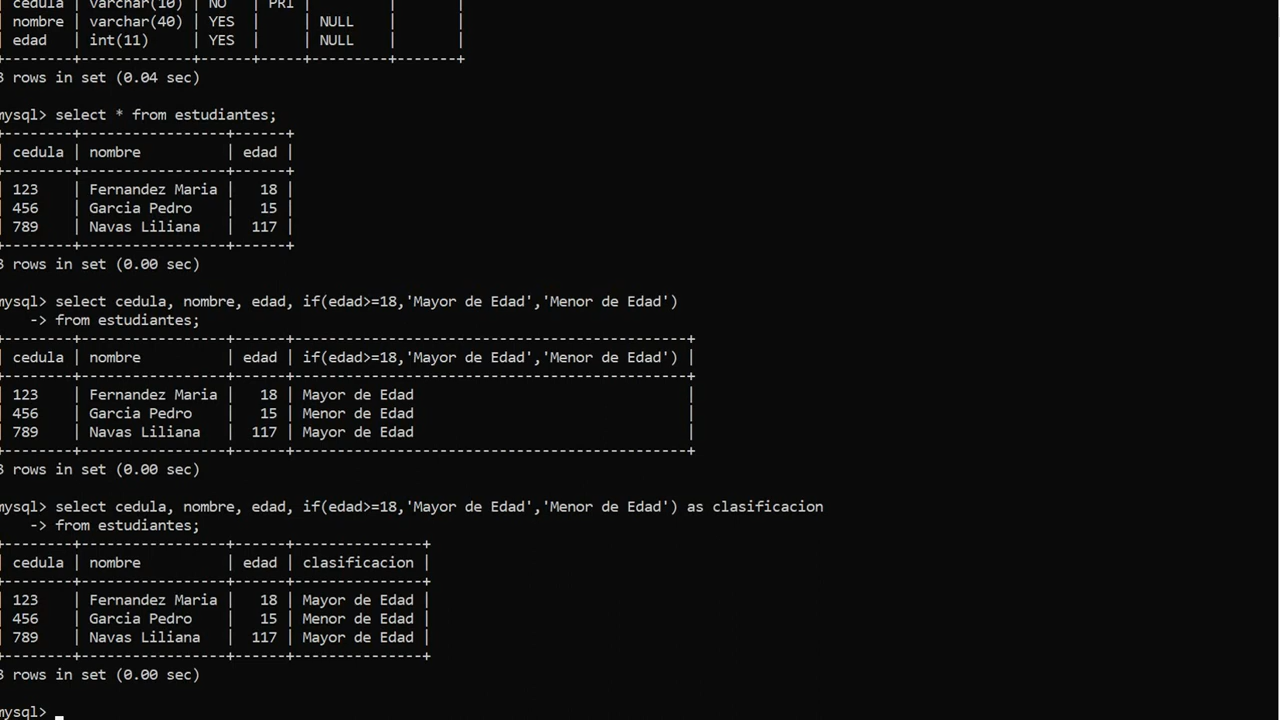 cedula | varchar(10) | NO | PRI | | |
| nombre | varchar(40) | YES | | NULL | |
| edad | int(11) | YES | | NULL | |
+--------+-------------+------+-----+---------+-------+
3 rows in set (0.04 sec)
mysql> select * from estudiantes;
+--------+-----------------+------+
| cedula | nombre | edad |
+--------+-----------------+------+
| 123 | Fernandez Maria | 18 |
| 456 | Garcia Pedro | 15 |
| 789 | Navas Liliana | 117 |
+--------+-----------------+------+
3 rows in set (0.00 sec)
mysql> select cedula, nombre, edad, if(edad>=18,'Mayor de Edad','Menor de Edad')
-> from estudiantes;
+--------+-----------------+------+----------------------------------------------+
| cedula | nombre | edad | if(edad>=18,'Mayor de Edad','Menor de Edad') |
+--------+-----------------+------+----------------------------------------------+
| 123 | Fernandez Maria | 18 | Mayor de Edad |
| 456 | Garcia Pedro | 15 | Menor de Edad |
| 789 | Navas Liliana | 117 | Mayor de Edad |
+--------+-----------------+------+----------------------------------------------+
3 rows in set (0.00 sec)
mysql> select cedula, nombre, edad, if(edad>=18,'Mayor de Edad','Menor de Edad') as clasificacion
-> from estudiantes;
+--------+-----------------+------+---------------+
| cedula | nombre | edad | clasificacion |
+--------+-----------------+------+---------------+
| 123 | Fernandez Maria | 18 | Mayor de Edad |
| 456 | Garcia Pedro | 15 | Menor de Edad |
| 789 | Navas Liliana | 117 | Mayor de Edad |
+--------+-----------------+------+---------------+
3 rows in set (0.00 sec)
mysql>